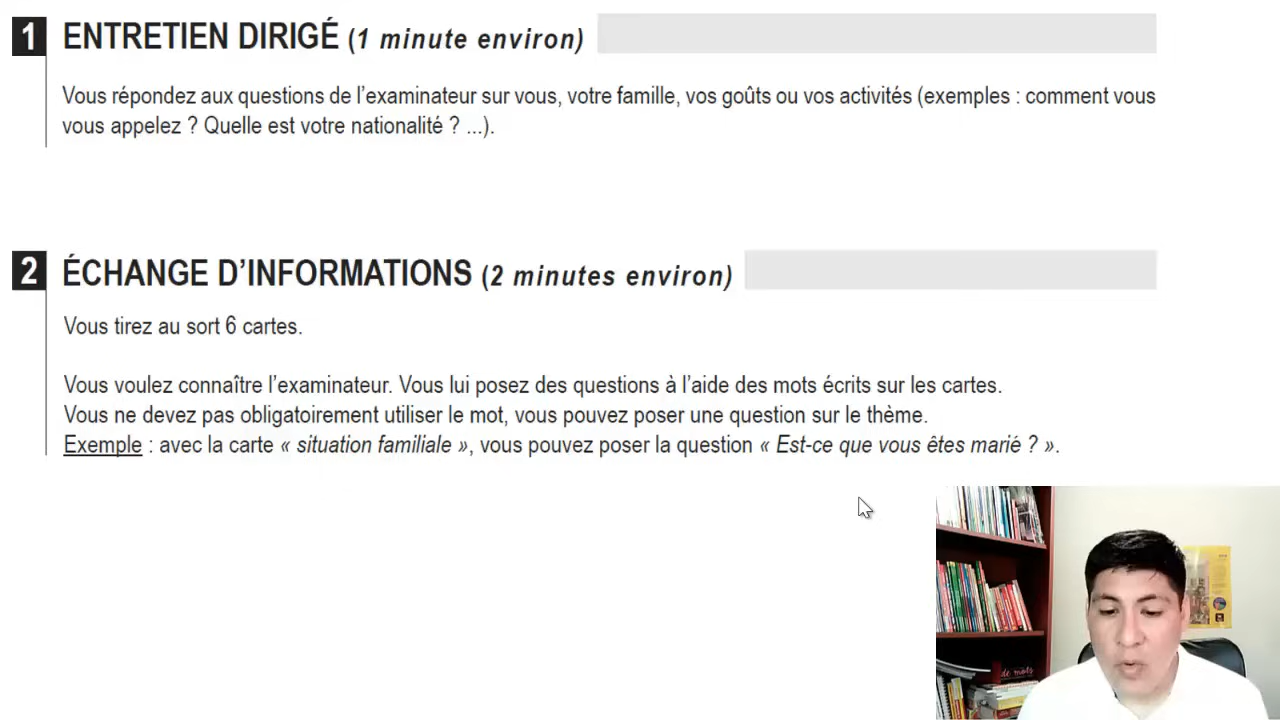 1 ENTRETIEN DIRIGÉ (1 minute environ)
Vous répondez aux questions de l'examinateur sur vous, votre famille, vos goûts ou vos activités (exemples : comment vous
vous appelez ? Quelle est votre nationalité ? ...).
2 ÉCHANGE D'INFORMATIONS (2 minutes environ)
Vous tirez au sort 6 cartes.
Vous voulez connaître l'examinateur. Vous lui posez des questions à l'aide des mots écrits sur les cartes.
Vous ne devez pas obligatoirement utiliser le mot, vous pouvez poser une question sur le thème.
Exemple : avec la carte « situation familiale », vous pouvez poser la question « Est-ce que vous êtes marié ? ».
de mots